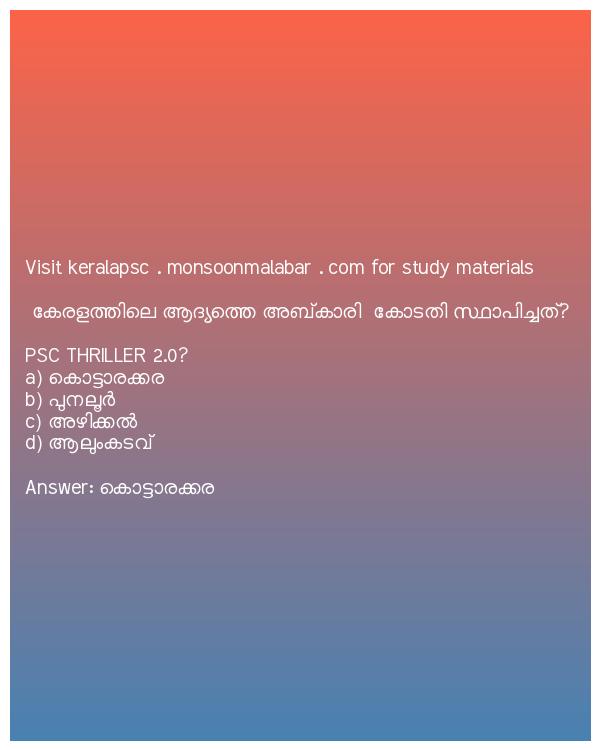 Visit keralapsc . monsoonmalabar . com for study materials
കേരളത്തിലെ ആദ്യത്തെ അബ്കാരി കോടതി സ്ഥാപിച്ചത്?
PSC THRILLER 2.0?
a) കൊട്ടാരക്കര
b) പുനലൂർ
c) അഴിക്കൽ
d) ആലുംകടവ്
Answer: കൊട്ടാരക്കര